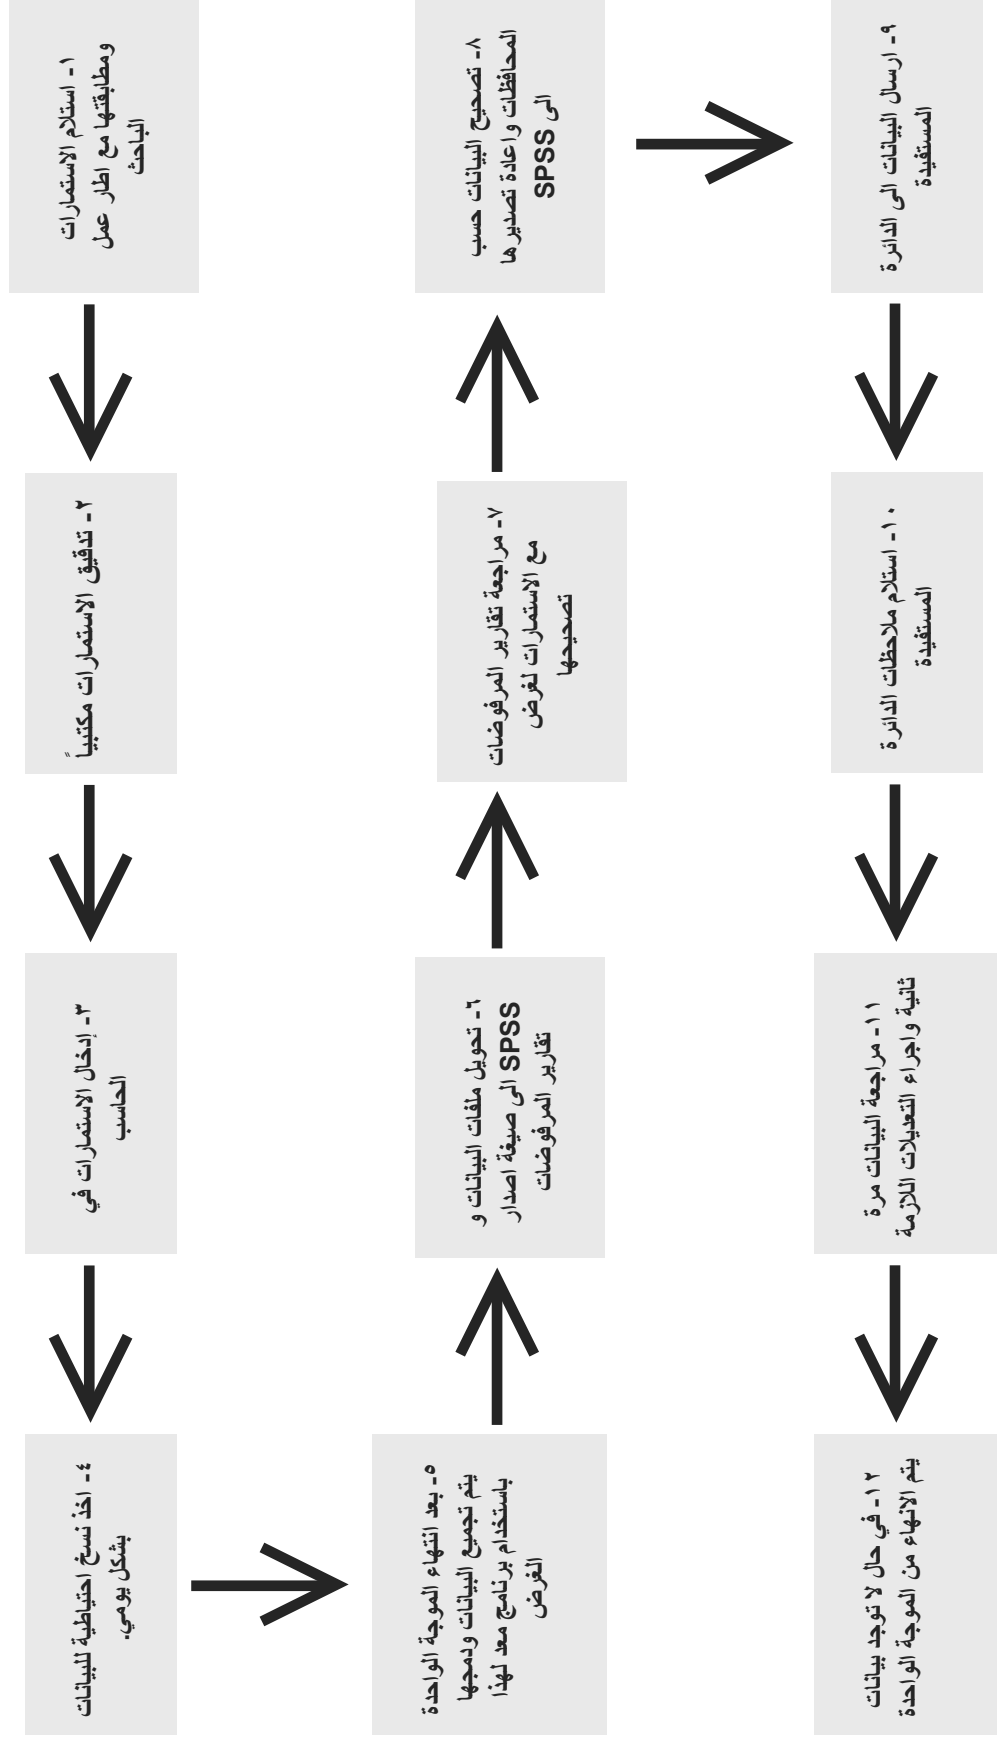 ١- استلام الاستمارات
ومطابقتها مع اطار عمل
الباحث
٢- تدقيق الاستمارات مكتبياً
٣- إدخال الاستمارات في
الحاسب
٤- اخذ نسخ احتياطية للبيانات
بشكل يومي.
٥- بعد انتهاء الموجة الواحدة
يتم تجميع البيانات ودمجها
باستخدام برنامج معد لهذا
الغرض
٦- تحويل ملفات البيانات و
SPSS الى صيغة اصدار
تقارير المرفوضات
٧- مراجعة تقارير المرفوضات
مع الاستمارات لغرض
تصحيحها
٨- تصحيح البيانات حسب
المحافظات واعادة تصديرها
الى SPSS
٩- ارسال البيانات الى الدائرة
المستفيدة
١٠- استلام ملاحظات الدائرة
المستفيدة
١١- مراجعة البيانات مرة
ثانية واجراء التعديلات اللازمة
١٢- في حال لا توجد بيانات
يتم الانهاء من الموجة الواحدة